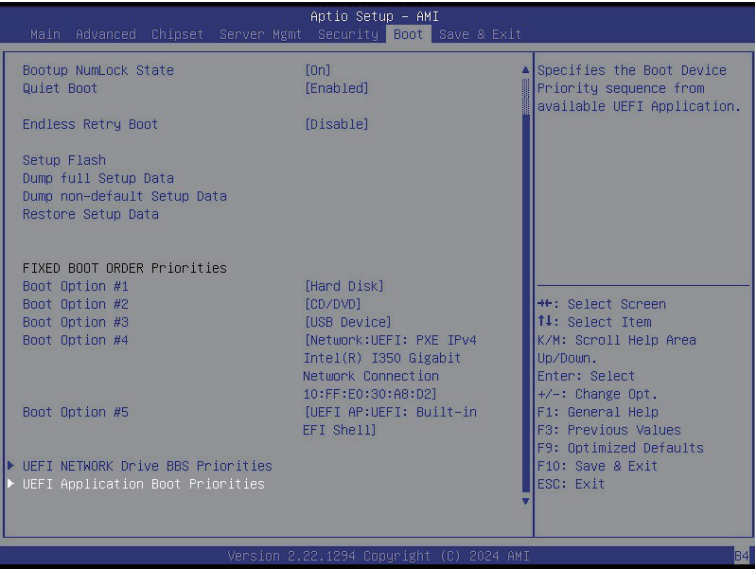 Aptio Setup – AMI
Main Advanced Chipset Server Mgmt Security Boot Save & Exit
Bootup NumLock State [On]
Quiet Boot [Enabled]
Endless Retry Boot [Disable]
Setup Flash
Dump full Setup Data
Dump non-default Setup Data
Restore Setup Data
FIXED BOOT ORDER Priorities
Boot Option #1 [Hard Disk]
Boot Option #2 [CD/DVD]
Boot Option #3 [USB Device]
Boot Option #4 [Network:UEFI: PXE IPv4
Intel(R) I350 Gigabit
Network Connection
10:FF:E0:30:A8:D2]
Boot Option #5 [UEFI AP:UEFI: Built-in
EFI Shell]
UEFI NETWORK Drive BBS Priorities
UEFI Application Boot Priorities
Specifies the Boot Device
Priority sequence from
available UEFI Application.
→←: Select Screen
↑↓: Select Item
K/M: Scroll Help Area
Up/Down.
Enter: Select
+/-: Change Opt.
F1: General Help
F3: Previous Values
F9: Optimized Defaults
F10: Save & Exit
ESC: Exit
Version 2.22.1294 Copyright (C) 2024 AMI
B4